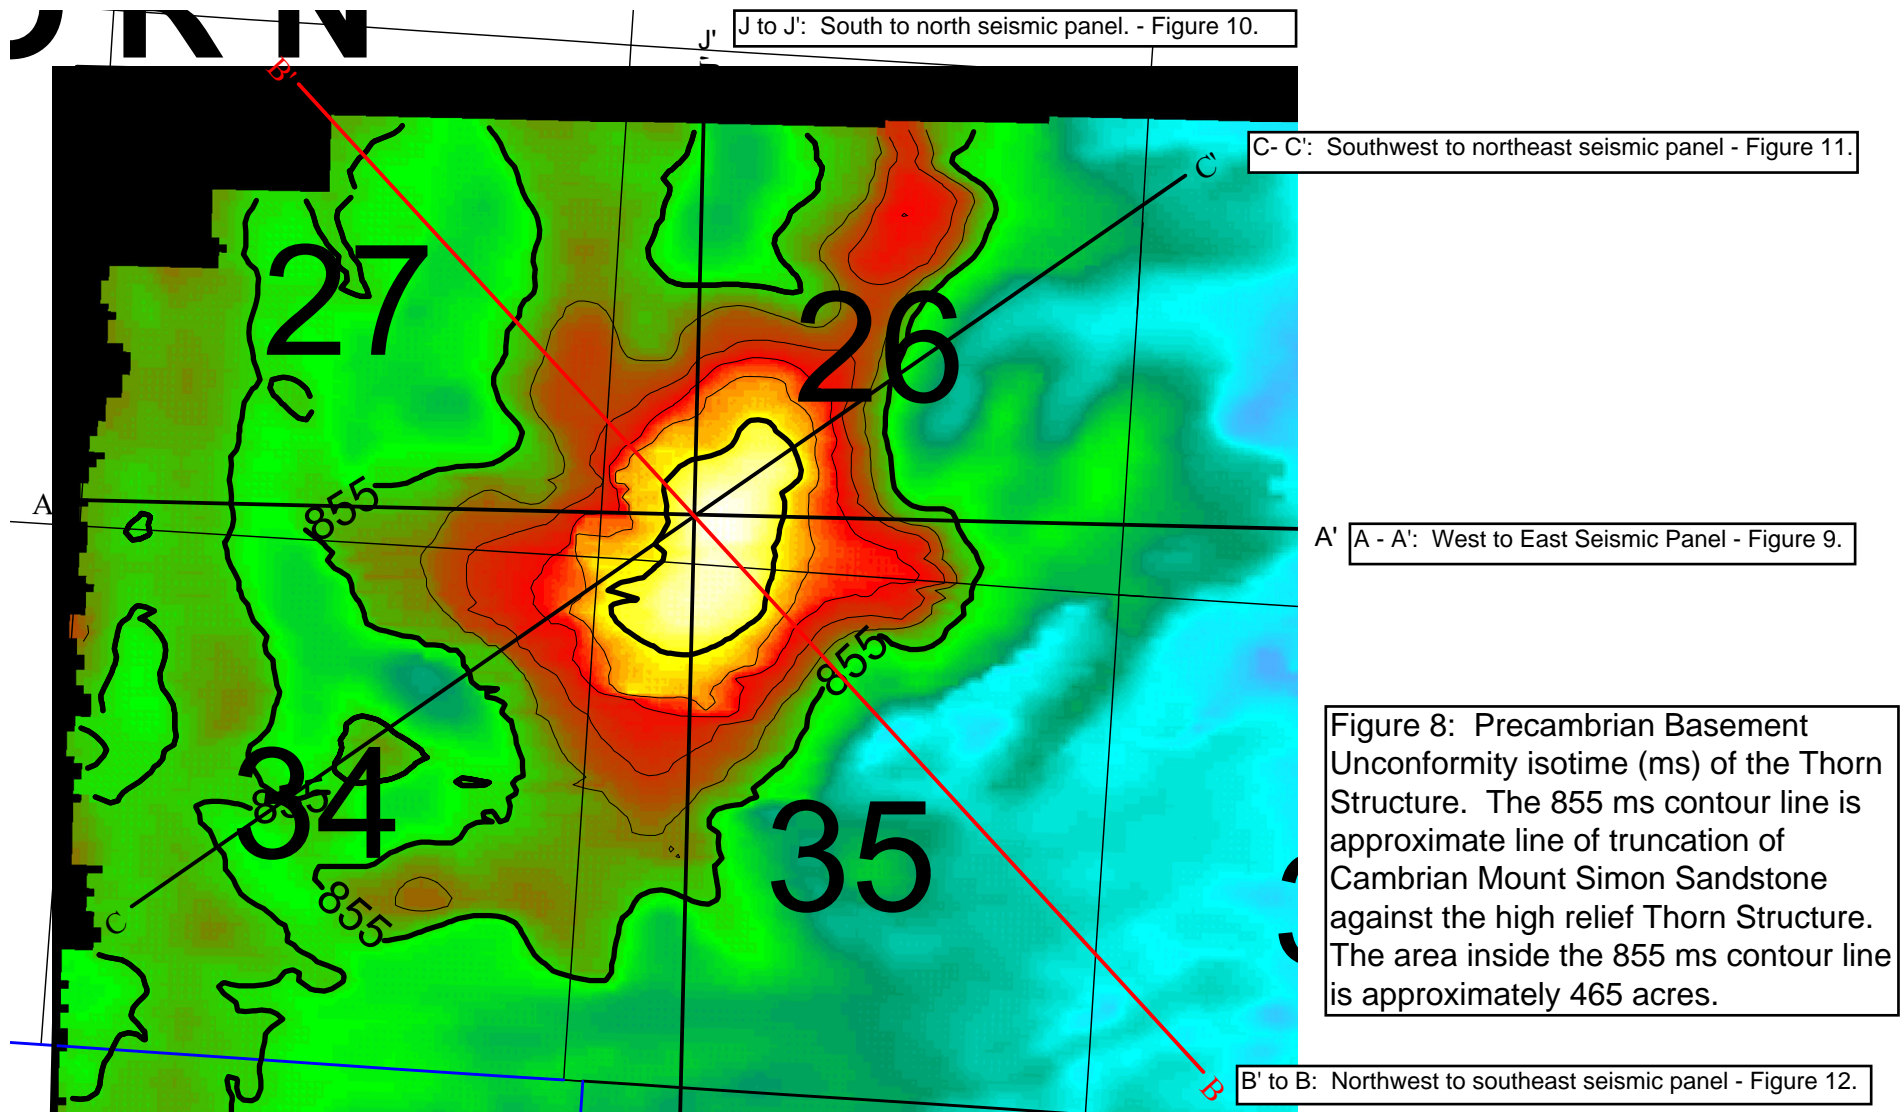 ORN
J'
J to J':  South to north seismic panel. - Figure 10.
B'
C'
C- C':  Southwest to northeast seismic panel - Figure 11.
27
26
855
A
A'
A - A':  West to East Seismic Panel - Figure 9.
855
34
855
35
855
C
Figure 8:  Precambrian Basement
Unconformity isotime (ms) of the Thorn
Structure.  The 855 ms contour line is
approximate line of truncation of
Cambrian Mount Simon Sandstone
against the high relief Thorn Structure.
The area inside the 855 ms contour line
is approximately 465 acres.
B
B' to B:  Northwest to southeast seismic panel - Figure 12.